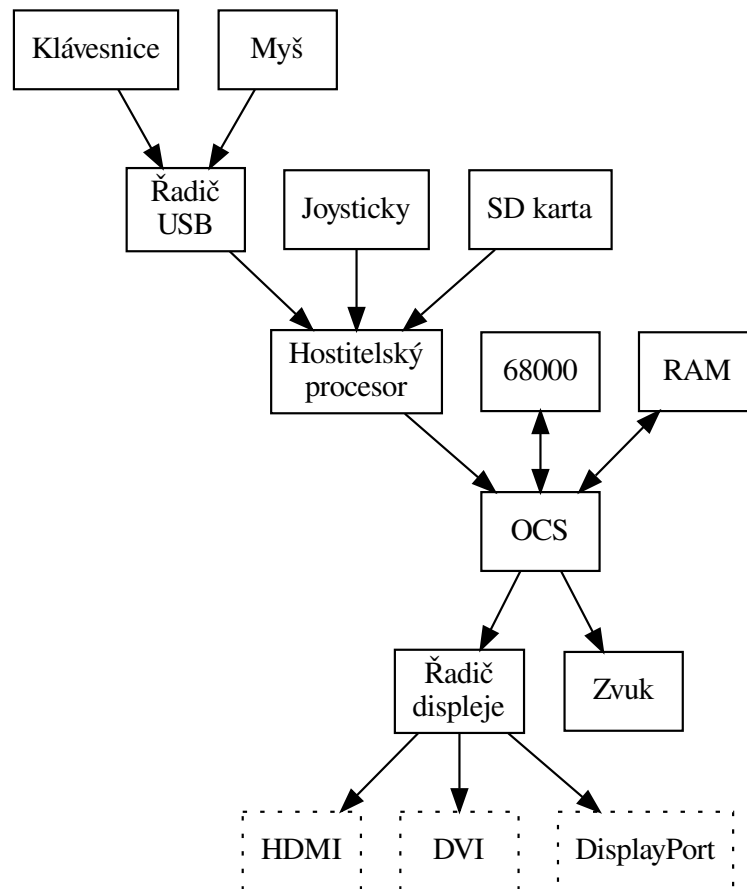 Klávesnice
Myš
Řadič
USB
Joysticky
SD karta
Hostitelský
procesor
68000
RAM
OCS
Řadič
displeje
Zvuk
HDMI
DVI
DisplayPort